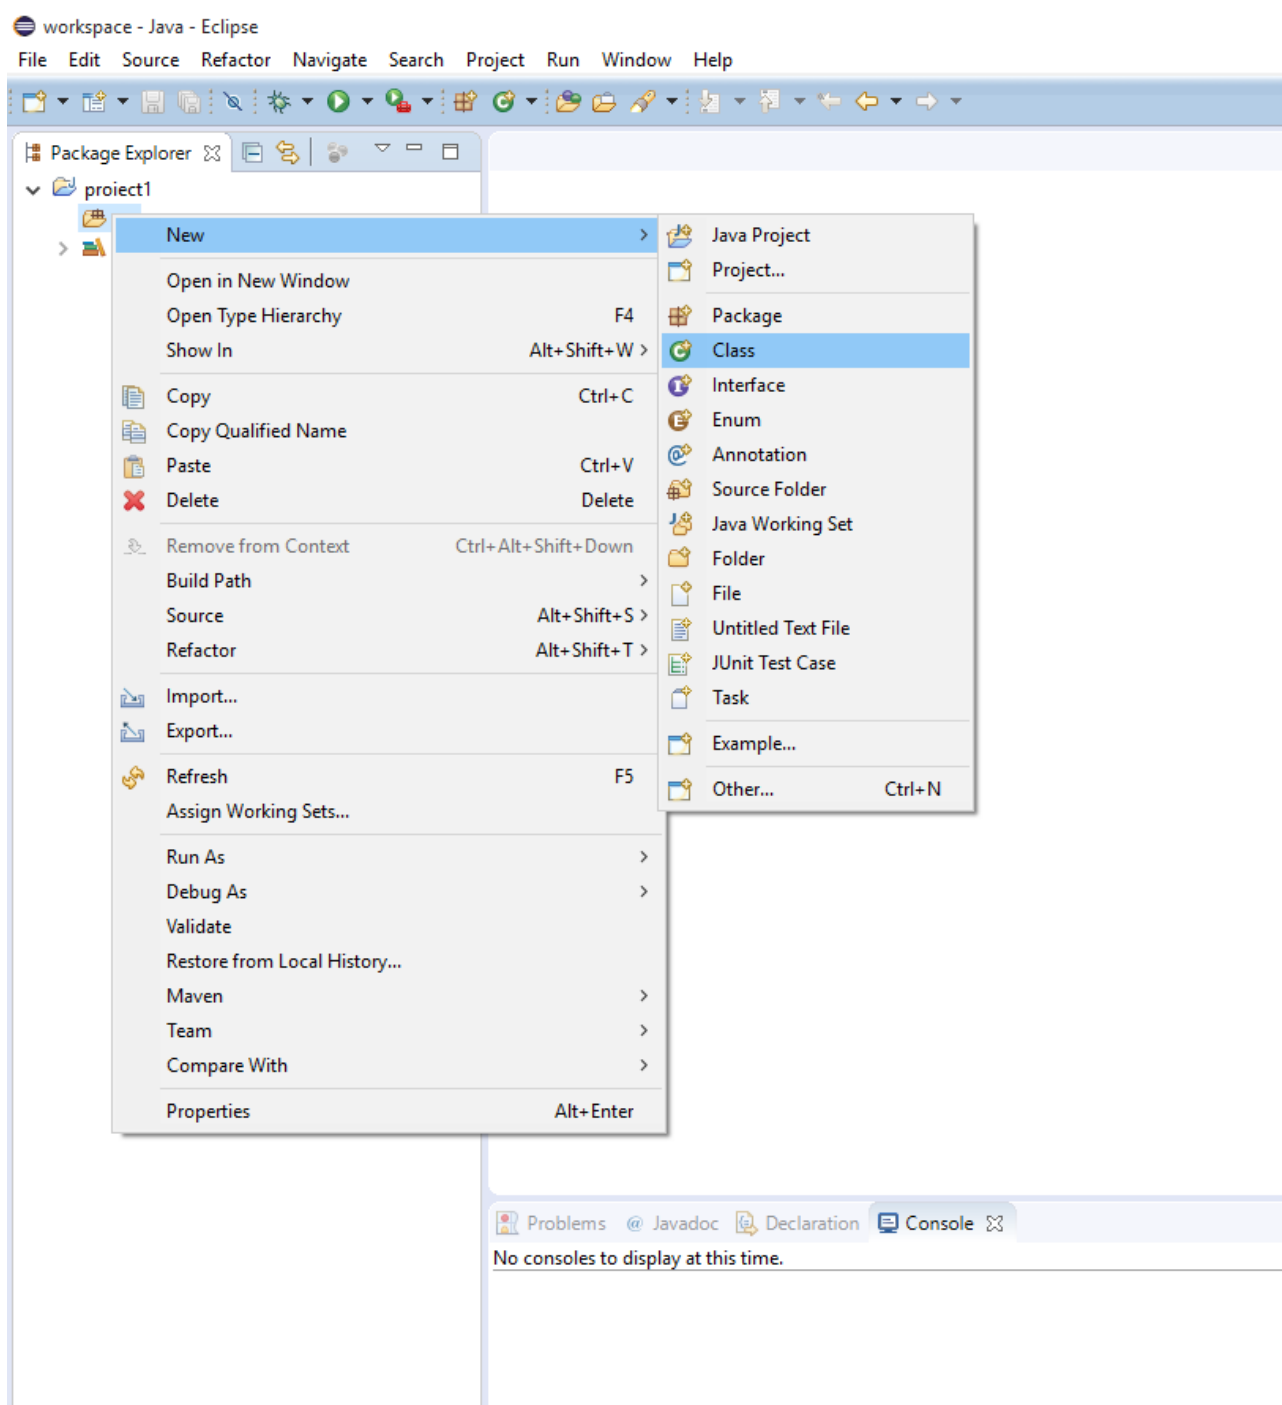 workspace - Java - Eclipse
File Edit Source Refactor Navigate Search Project Run Window Help
Package Explorer
project1
New
Open in New Window
Open Type Hierarchy F4
Show In Alt+Shift+W
Copy Ctrl+C
Copy Qualified Name
Paste Ctrl+V
Delete Delete
Remove from Context Ctrl+Alt+Shift+Down
Build Path
Source Alt+Shift+S
Refactor Alt+Shift+T
Import...
Export...
Refresh F5
Assign Working Sets...
Run As
Debug As
Validate
Restore from Local History...
Maven
Team
Compare With
Properties Alt+Enter
Java Project
Project...
Package
Class
Interface
Enum
Annotation
Source Folder
Java Working Set
Folder
File
Untitled Text File
JUnit Test Case
Task
Example...
Other... Ctrl+N
Problems @ Javadoc Declaration Console
No consoles to display at this time.